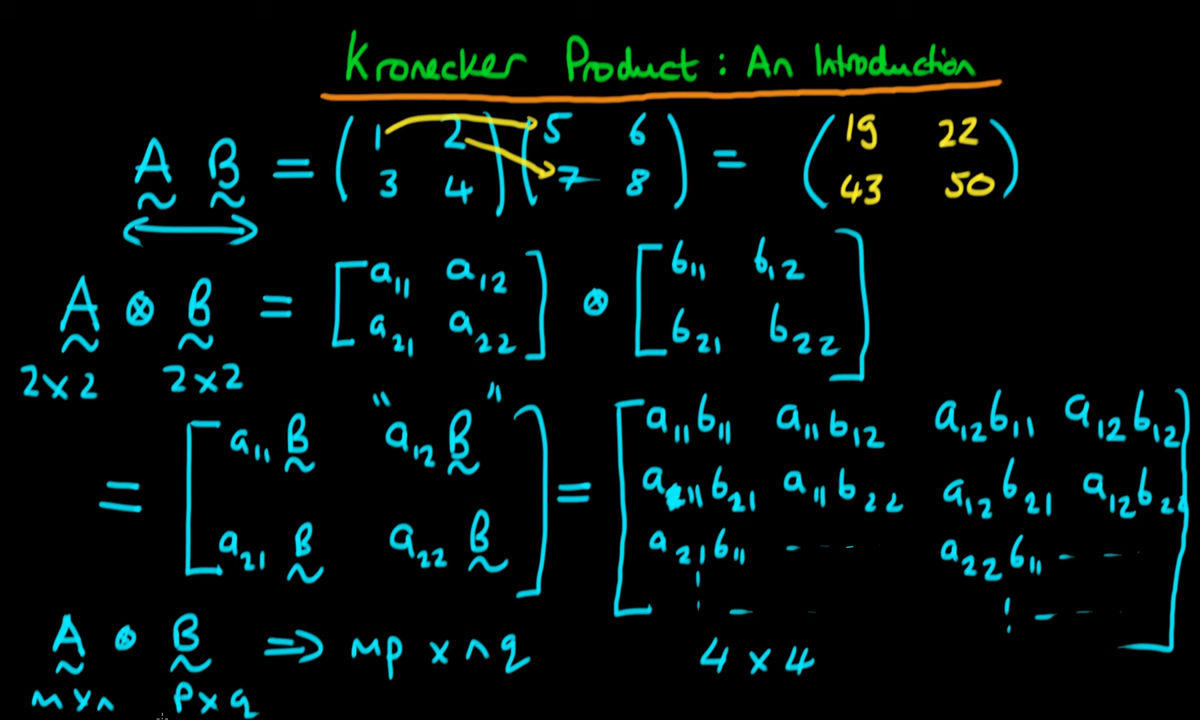 Kronecker Product : An Introduction
A B = ( 1 2 ) ( 5 6 ) = ( 19 22 )
3 4 7 8 43 50
A ⊗ B = [ a11 a12 ] ⊗ [ b11 b12 ]
a21 a22 b21 b22
2×2 2×2
= [ a11 B "a12 B" ] = [ a11b11 a11b12 a12b11 a12b12 ]
a11b21 a11b22 a12b21 a12b22
a21 B a22 B a21b11 - - - a22b11 - - -
A ⊗ B ⇒ mp × nq 4 × 4
m×n p×q